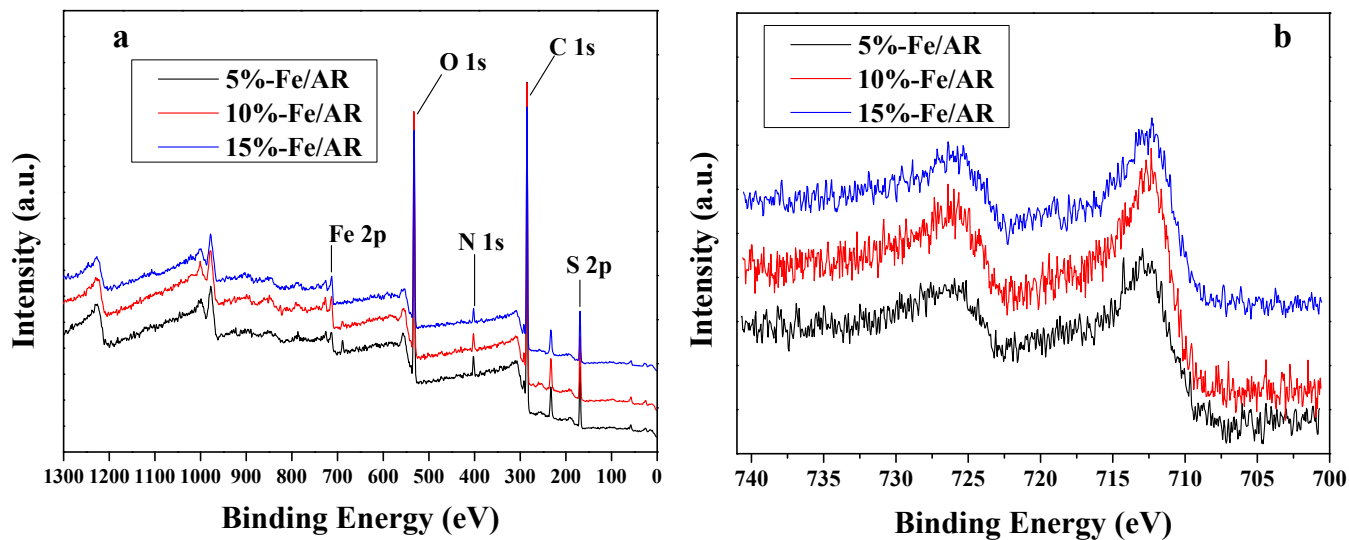 a
5%-Fe/AR
10%-Fe/AR
15%-Fe/AR
O 1s
C 1s
Fe 2p
N 1s
S 2p
Intensity (a.u.)
1300 1200 1100 1000 900 800 700 600 500 400 300 200 100 0
Binding Energy (eV)
b
5%-Fe/AR
10%-Fe/AR
15%-Fe/AR
Intensity (a.u.)
740 735 730 725 720 715 710 705 700
Binding Energy (eV)